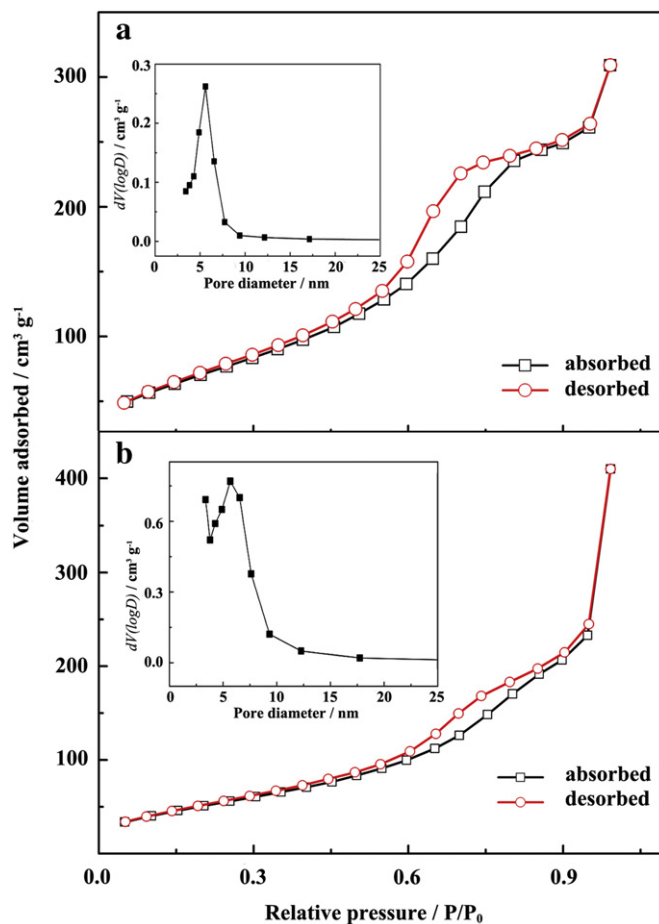 a
300
200
100
Volume adsorbed / cm³ g⁻¹
0.3
0.2
0.1
0.0
dV(logD) / cm³ g⁻¹
0 5 10 15 20 25
Pore diameter / nm
absorbed
desorbed
b
400
300
200
100
0.6
0.3
0.0
dV(logD) / cm³ g⁻¹
0 5 10 15 20 25
Pore diameter / nm
absorbed
desorbed
0.0 0.3 0.6 0.9
Relative pressure / P/P₀